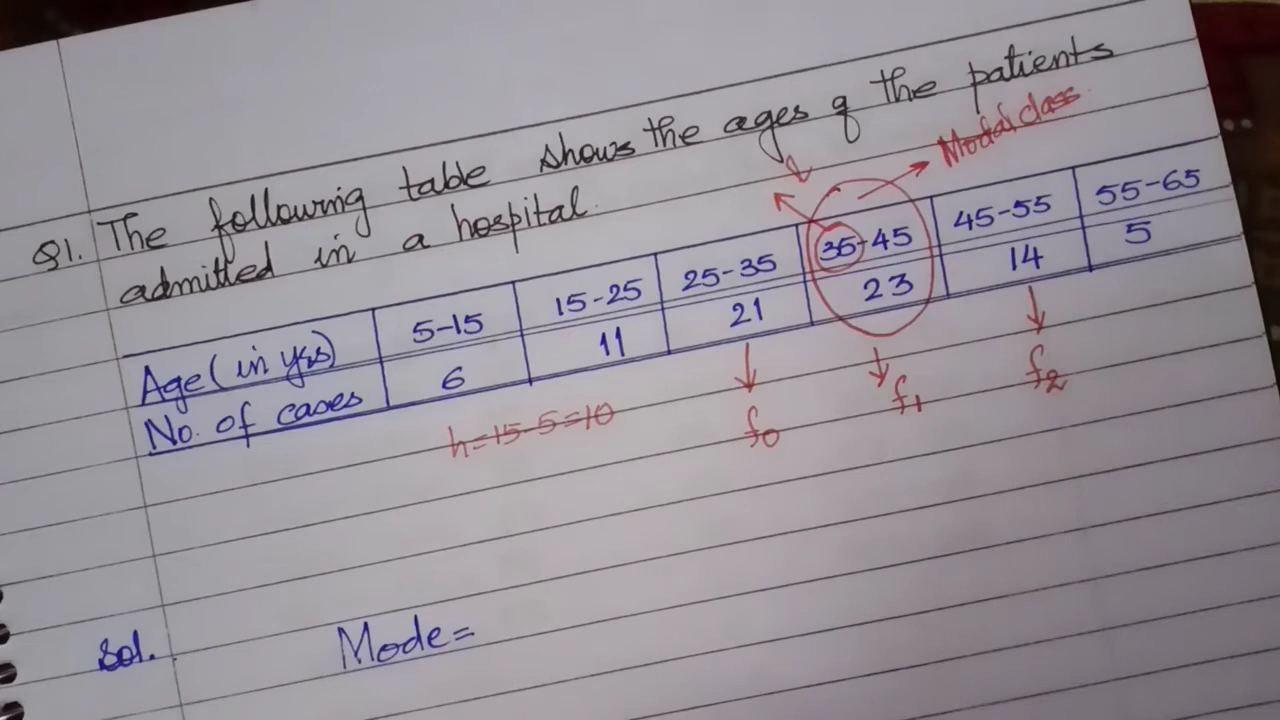 Q1. The following table shows the ages of the patients
admitted in a hospital.
Modal class
l
Age (in yrs) 5-15 15-25 25-35 35-45 45-55 55-65
No. of cases 6 11 21 23 14 5
h=15-5=10 f₀ f₁ f₂
Sol. Mode=